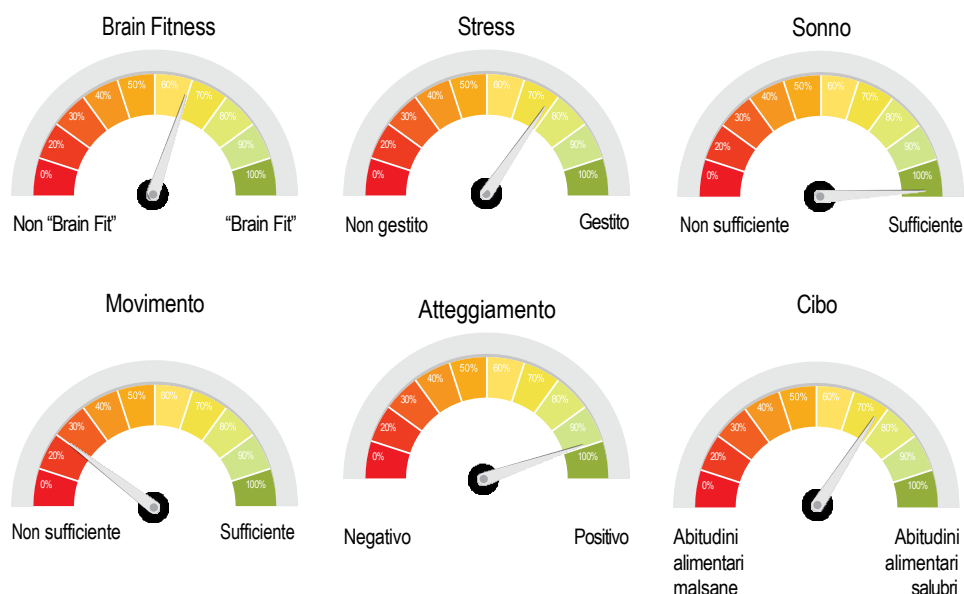 Brain Fitness
0%
20%
30%
40%
50%
60%
70%
80%
90%
100%
Non “Brain Fit”
“Brain Fit”
Stress
0%
20%
30%
40%
50%
60%
70%
80%
90%
100%
Non gestito
Gestito
Sonno
0%
20%
30%
40%
50%
60%
70%
80%
90%
100%
Non sufficiente
Sufficiente
Movimento
0%
20%
30%
40%
50%
60%
70%
80%
90%
100%
Non sufficiente
Sufficiente
Atteggiamento
0%
20%
30%
40%
50%
60%
70%
80%
90%
100%
Negativo
Positivo
Cibo
0%
20%
30%
40%
50%
60%
70%
80%
90%
100%
Abitudini
alimentari
malsane
Abitudini
alimentari
salubri